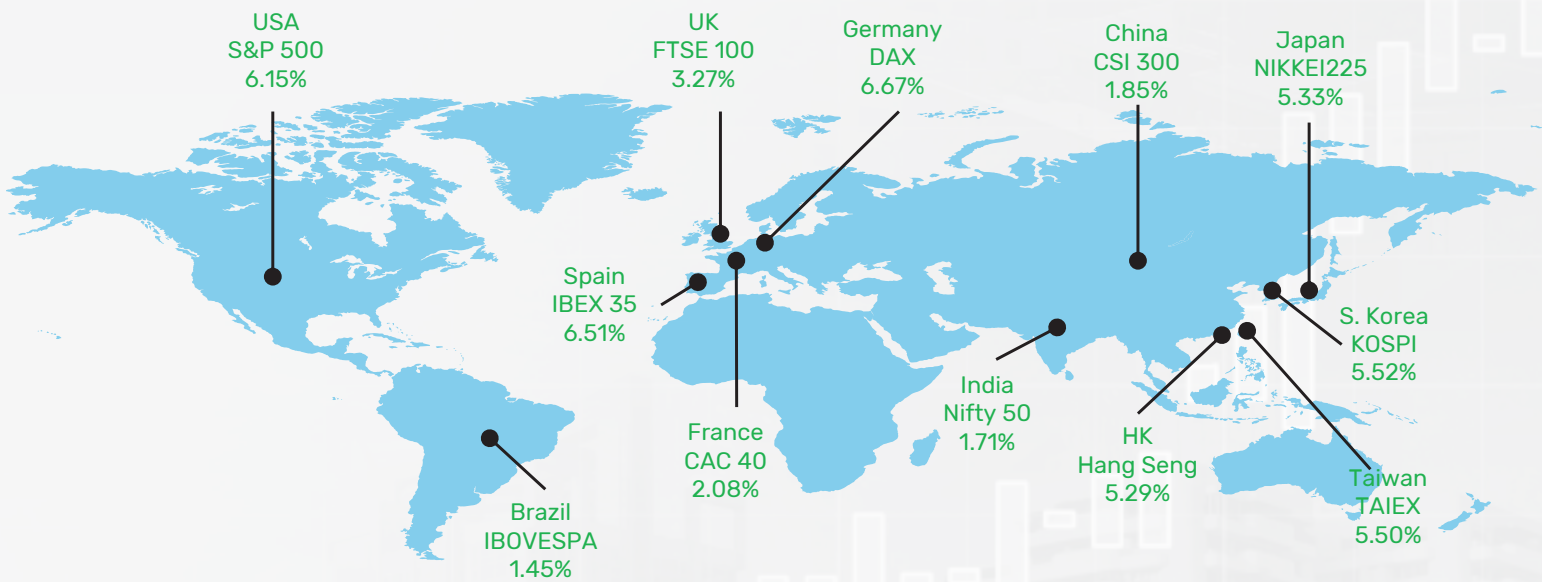 USA
S&P 500
6.15%
UK
FTSE 100
3.27%
Germany
DAX
6.67%
China
CSI 300
1.85%
Japan
NIKKEI225
5.33%
Spain
IBEX 35
6.51%
S. Korea
KOSPI
5.52%
India
Nifty 50
1.71%
France
CAC 40
2.08%
HK
Hang Seng
5.29%
Taiwan
TAIEX
5.50%
Brazil
IBOVESPA
1.45%